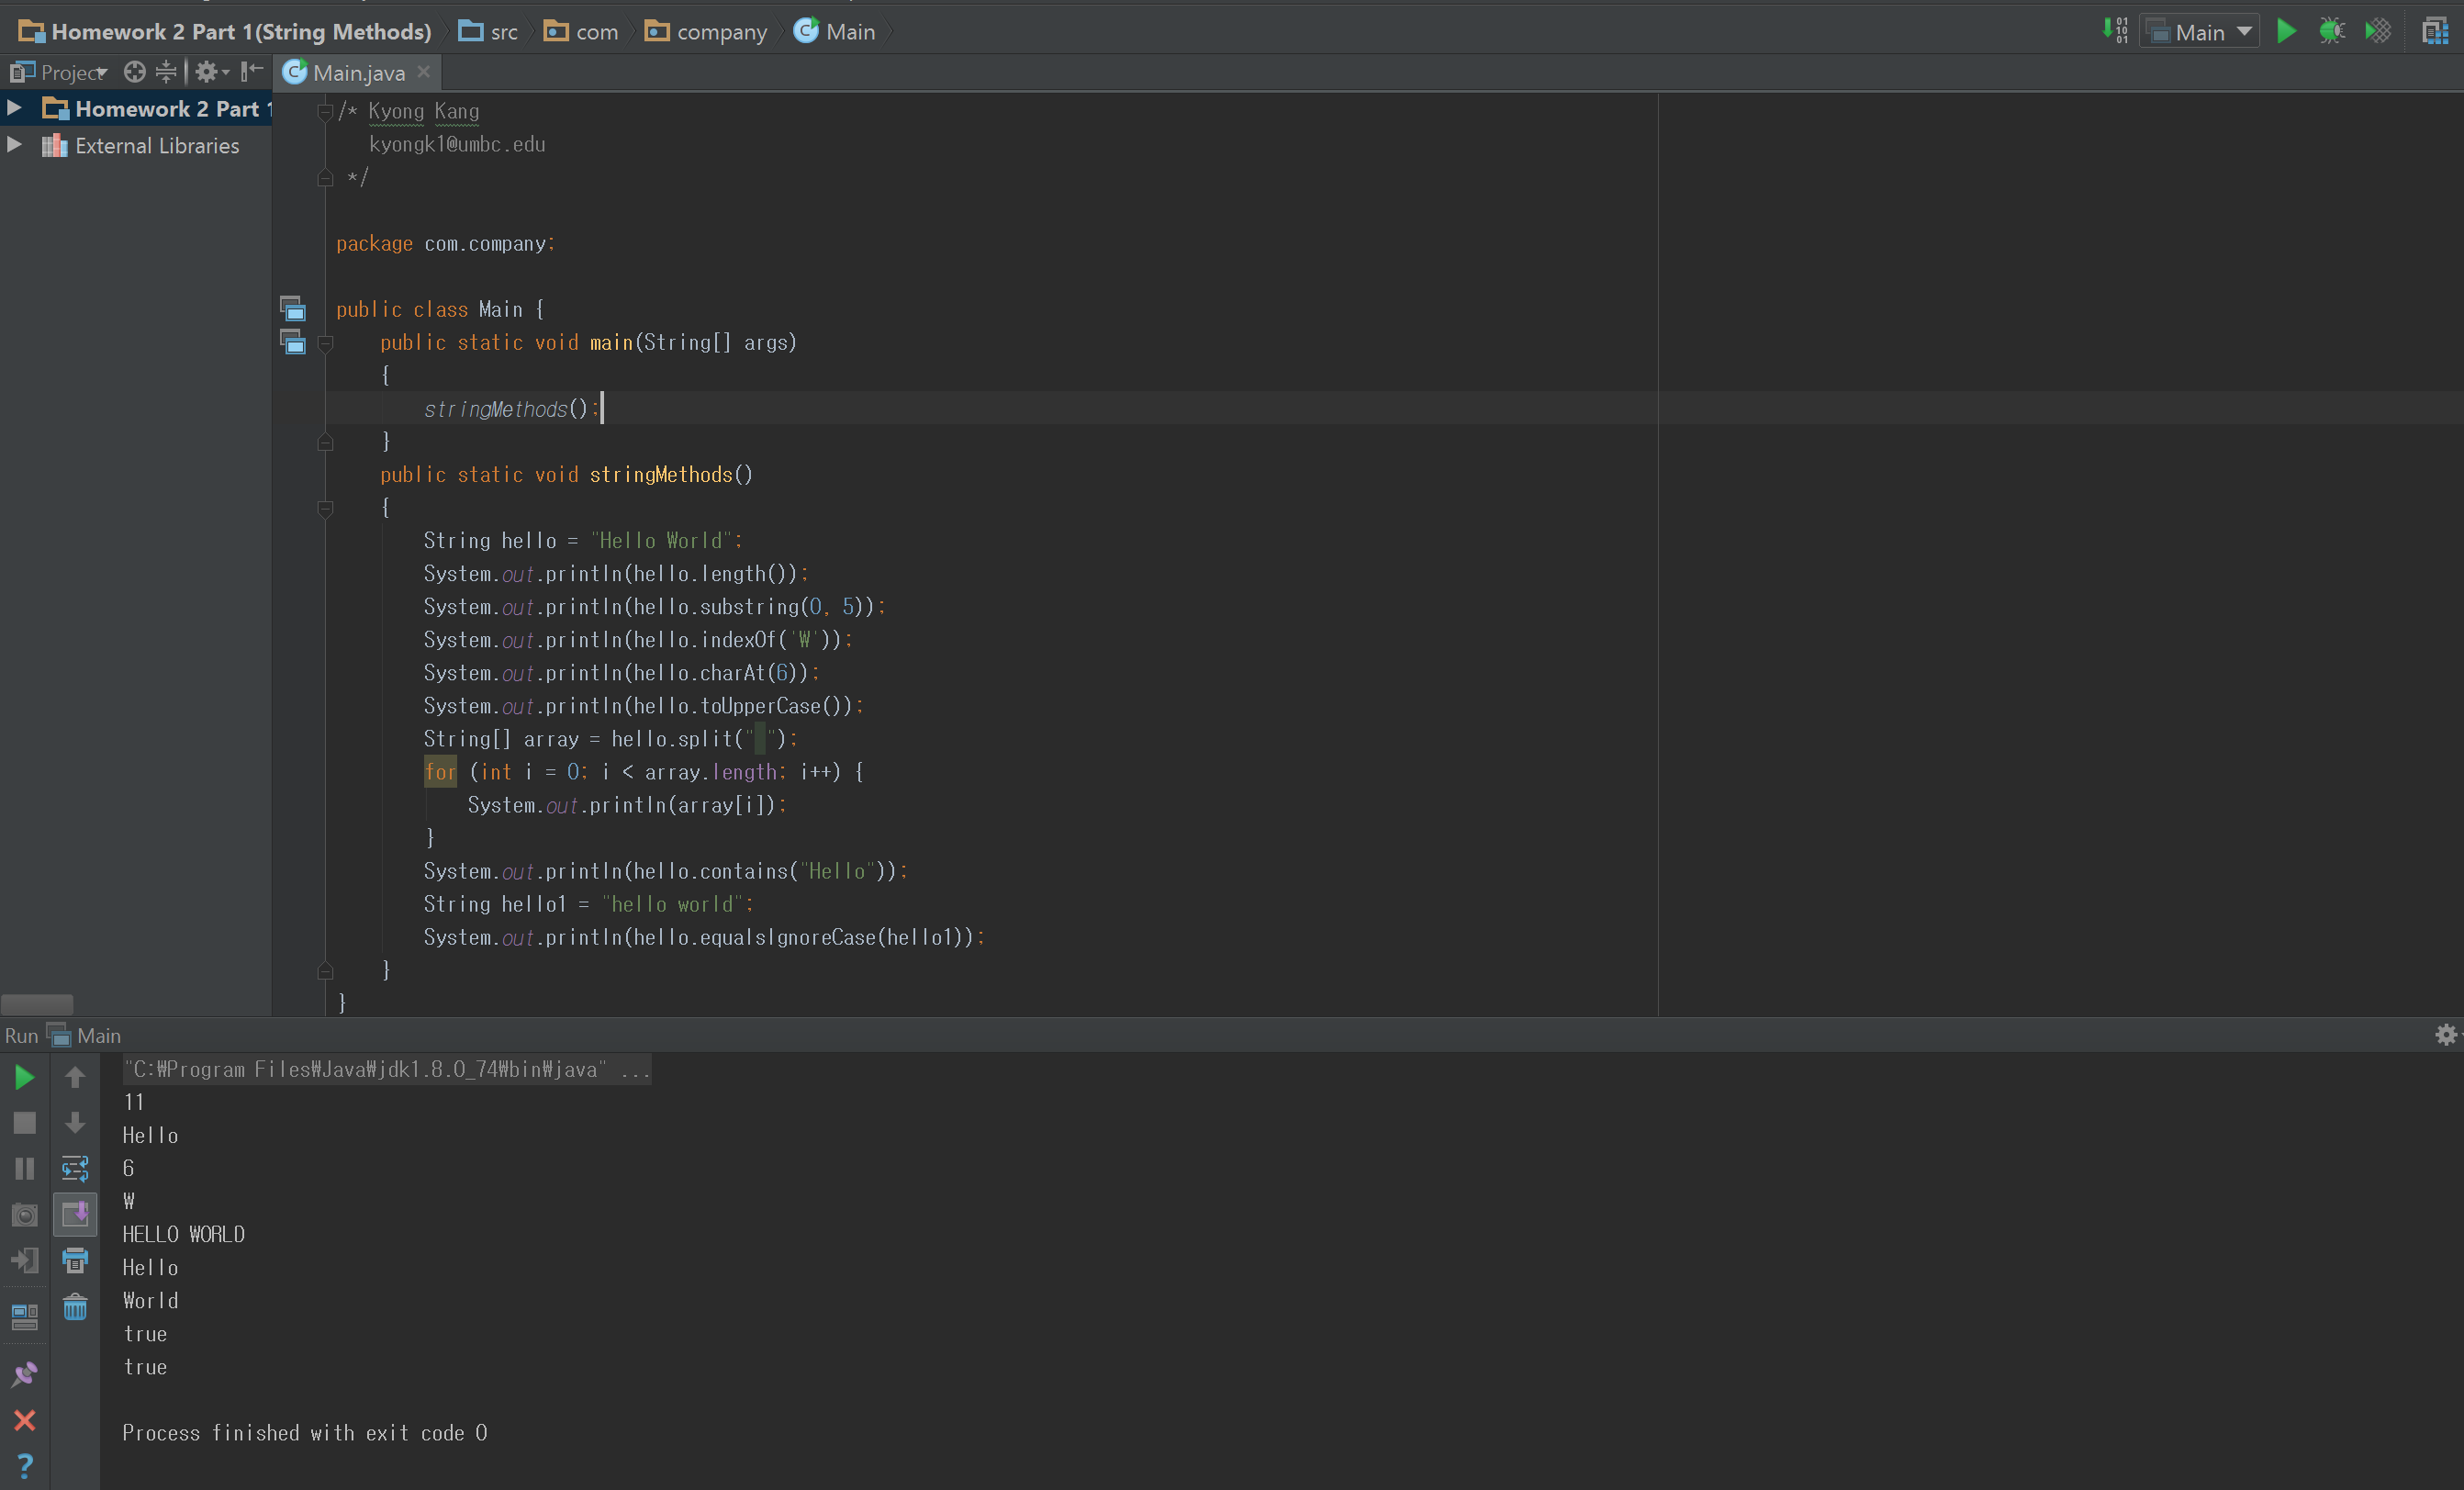 Homework 2 Part 1(String Methods) src com company Main Main
Project Main.java
Homework 2 Part 1
External Libraries
/* Kyong Kang
kyongk1@umbc.edu
*/
package com.company;
public class Main {
public static void main(String[] args)
{
stringMethods();
}
public static void stringMethods()
{
String hello = "Hello World";
System.out.println(hello.length());
System.out.println(hello.substring(0, 5));
System.out.println(hello.indexOf('W'));
System.out.println(hello.charAt(6));
System.out.println(hello.toUpperCase());
String[] array = hello.split(" ");
for (int i = 0; i < array.length; i++) {
System.out.println(array[i]);
}
System.out.println(hello.contains("Hello"));
String hello1 = "hello world";
System.out.println(hello.equalsIgnoreCase(hello1));
}
}
Run Main
"C:₩Program Files₩Java₩jdk1.8.0_74₩bin₩java" ...
11
Hello
6
W
HELLO WORLD
Hello
World
true
true
Process finished with exit code 0